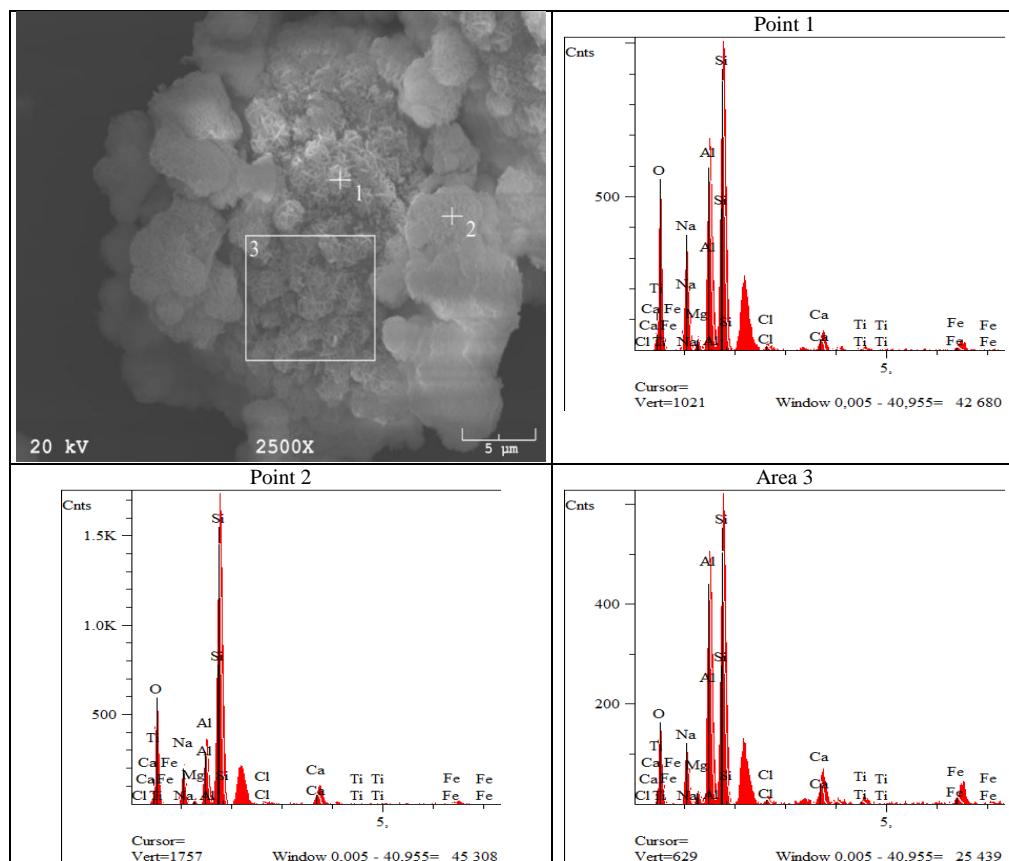 1
2
3
20 kV 2500X 5 µm
Point 1
Cnts
Si
Al
O
Si
500
Na
Al
Na
Ti
Ca Fe Mg Cl Ca Ti Ti Fe Fe
Ca Fe Si Ca
Cl Ti Na Al Cl Ti Ti Fe Fe
5,
Cursor=
Vert=1021 Window 0,005 - 40,955= 42 680
Point 2
Cnts
Si
1.5K
1.0K
Si
O
Al
500
Ti Na Al
Ca Fe Mg Cl Ca Ti Ti Fe Fe
Ca Fe Si Ca
Cl Ti Na Al Cl Ti Ti Fe Fe
5,
Cursor=
Vert=1757 Window 0,005 - 40,955= 45 308
Area 3
Cnts
Si
Al
400
Si
Al
200
O
Na
Ti
Ca Fe Mg Cl Ca Ti Ti Fe Fe
Ca Fe Ca
Cl Ti Na Al Si Cl Ti Ti Fe Fe
5,
Cursor=
Vert=629 Window 0,005 - 40,955= 25 439